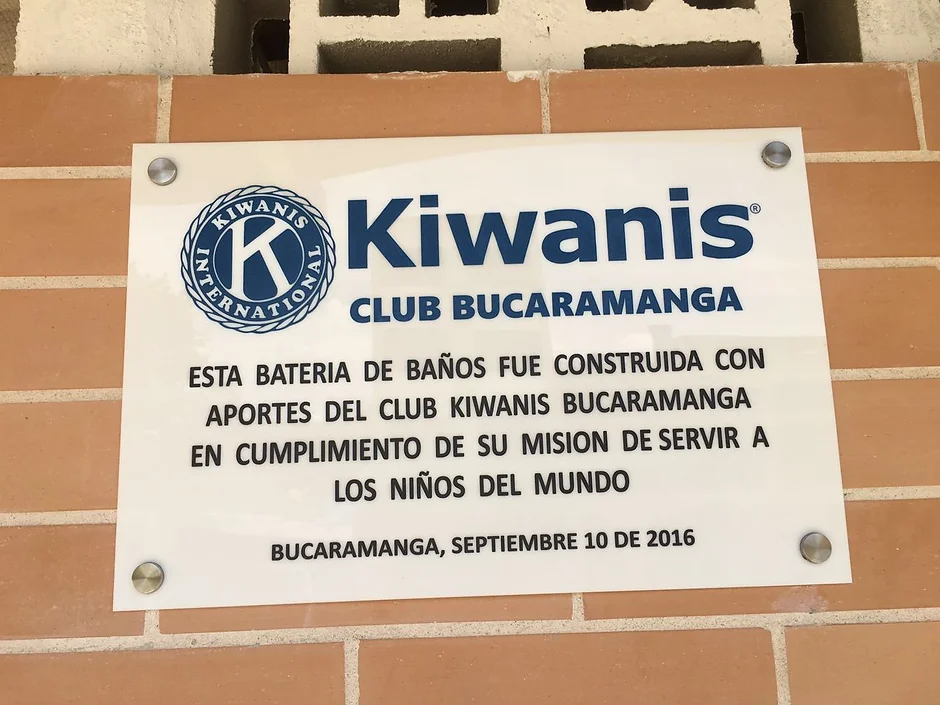 KIWANIS
INTERNATIONAL
K
Kiwanis®
CLUB BUCARAMANGA
ESTA BATERIA DE BAÑOS FUE CONSTRUIDA CON
APORTES DEL CLUB KIWANIS BUCARAMANGA
EN CUMPLIMIENTO DE SU MISION DE SERVIR A
LOS NIÑOS DEL MUNDO
BUCARAMANGA, SEPTIEMBRE 10 DE 2016